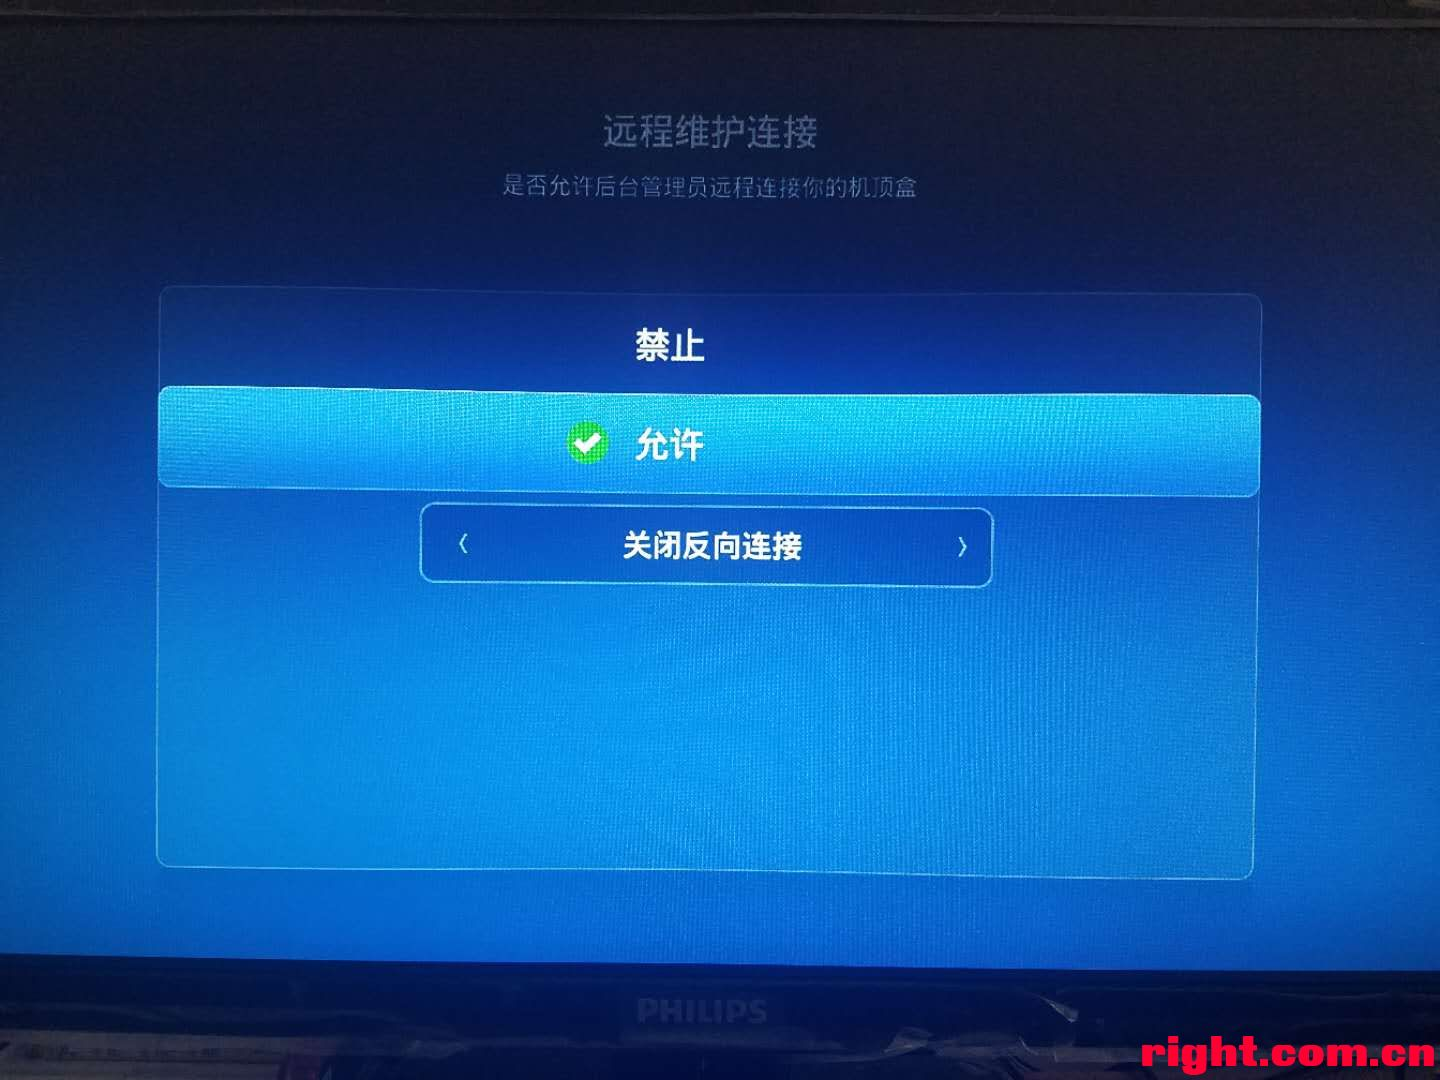 远程维护连接
是否允许后台管理员远程连接你的机顶盒
禁止
允许
关闭反向连接
PHILIPS
right.com.cn